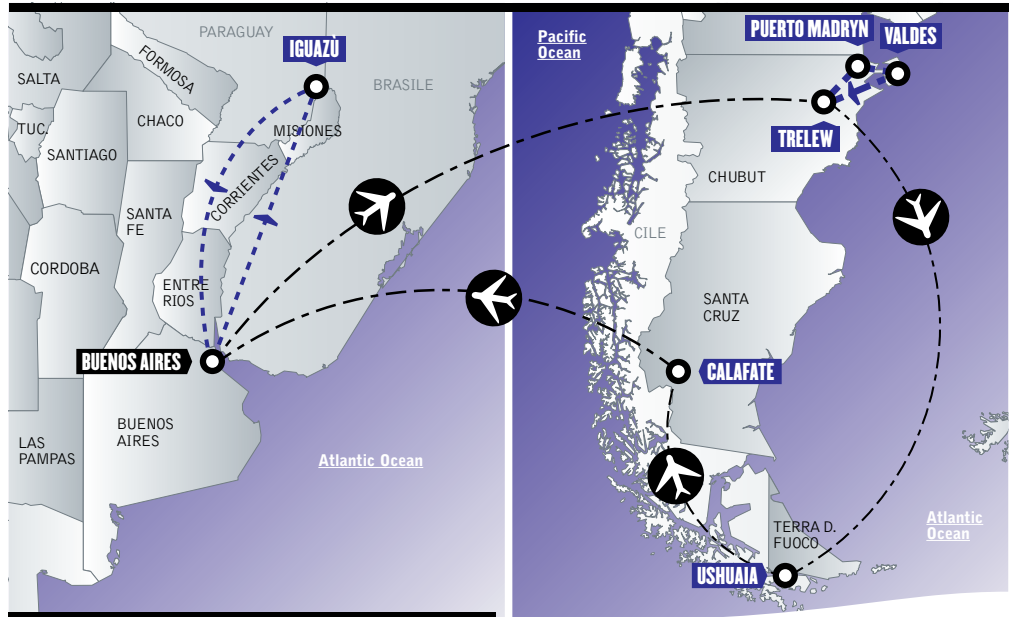 PARAGUAY
IGUAZÙ
BRASILE
FORMOSA
SALTA
CHACO
TUC.
MISIONES
SANTIAGO
CORRIENTES
SANTA
FE
CORDOBA
ENTRE
RIOS
BUENOS AIRES
BUENOS
AIRES
LAS
PAMPAS
Atlantic Ocean
Pacific
Ocean
PUERTO MADRYN
VALDES
TRELEW
CHUBUT
CILE
SANTA
CRUZ
CALAFATE
TERRA D.
FUOCO
Atlantic
Ocean
USHUAIA